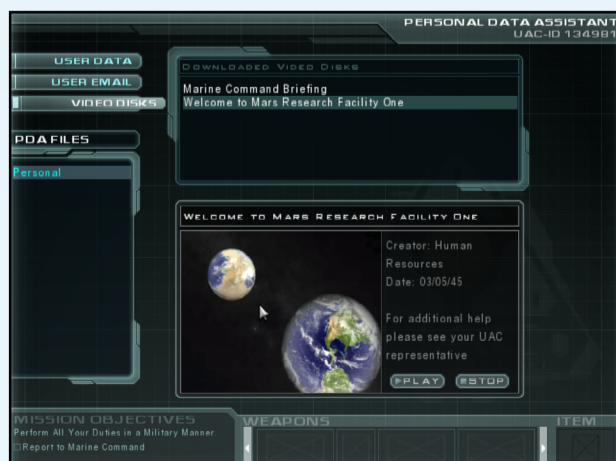 PERSONAL DATA ASSISTANT
UAC-ID 134981
USER DATA
USER EMAIL
VIDEO DISKS
DOWNLOADED VIDEO DISKS
Marine Command Briefing
Welcome to Mars Research Facility One
PDA FILES
Personal
WELCOME TO MARS RESEARCH FACILITY ONE
Creator: Human
Resources
Date: 03/05/45
For additional help
please see your UAC
representative
PLAY
STOP
MISSION OBJECTIVES
Perform All Your Duties in a Military Manner.
Report to Marine Command
WEAPONS
ITEM